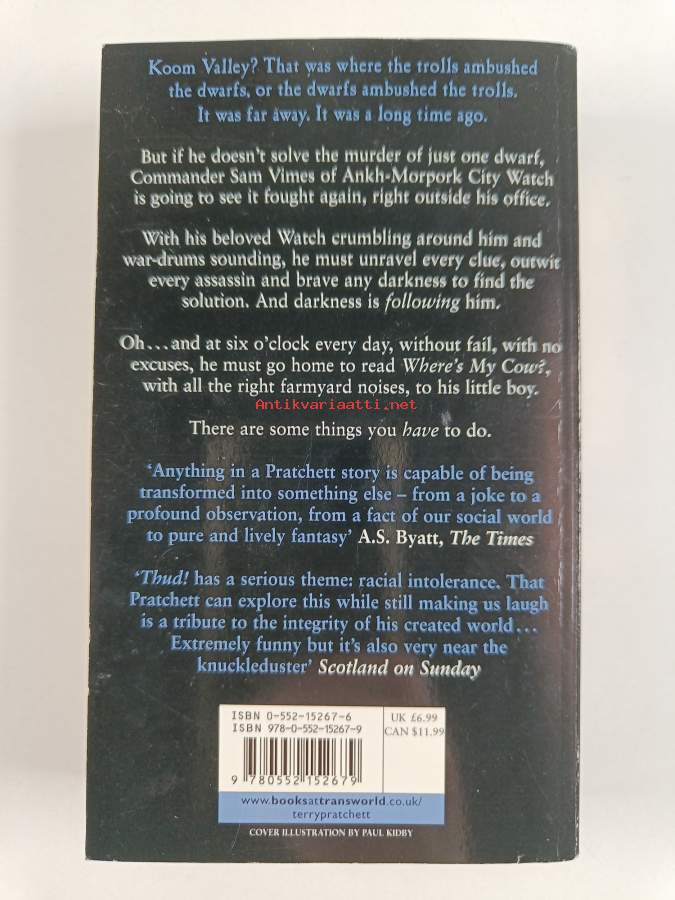 Koom Valley? That was where the trolls ambushed
the dwarfs, or the dwarfs ambushed the trolls.
It was far away. It was a long time ago.
But if he doesn't solve the murder of just one dwarf,
Commander Sam Vimes of Ankh-Morpork City Watch
is going to see it fought again, right outside his office.
With his beloved Watch crumbling around him and
war-drums sounding, he must unravel every clue, outwit
every assassin and brave any darkness to find the
solution. And darkness is following him.
Oh...and at six o'clock every day, without fail, with no
excuses, he must go home to read Where's My Cow?,
with all the right farmyard noises, to his little boy.
Antikvariaatti.net
There are some things you have to do.
'Anything in a Pratchett story is capable of being
transformed into something else – from a joke to a
profound observation, from a fact of our social world
to pure and lively fantasy' A.S. Byatt, The Times
'Thud! has a serious theme: racial intolerance. That
Pratchett can explore this while still making us laugh
is a tribute to the integrity of his created world...
Extremely funny but it's also very near the
knuckleduster' Scotland on Sunday
ISBN 0-552-15267-6
ISBN 978-0-552-15267-9
9 780552 152679
UK £6.99
CAN $11.99
www.booksattransworld.co.uk/
terrypratchett
COVER ILLUSTRATION BY PAUL KIDBY